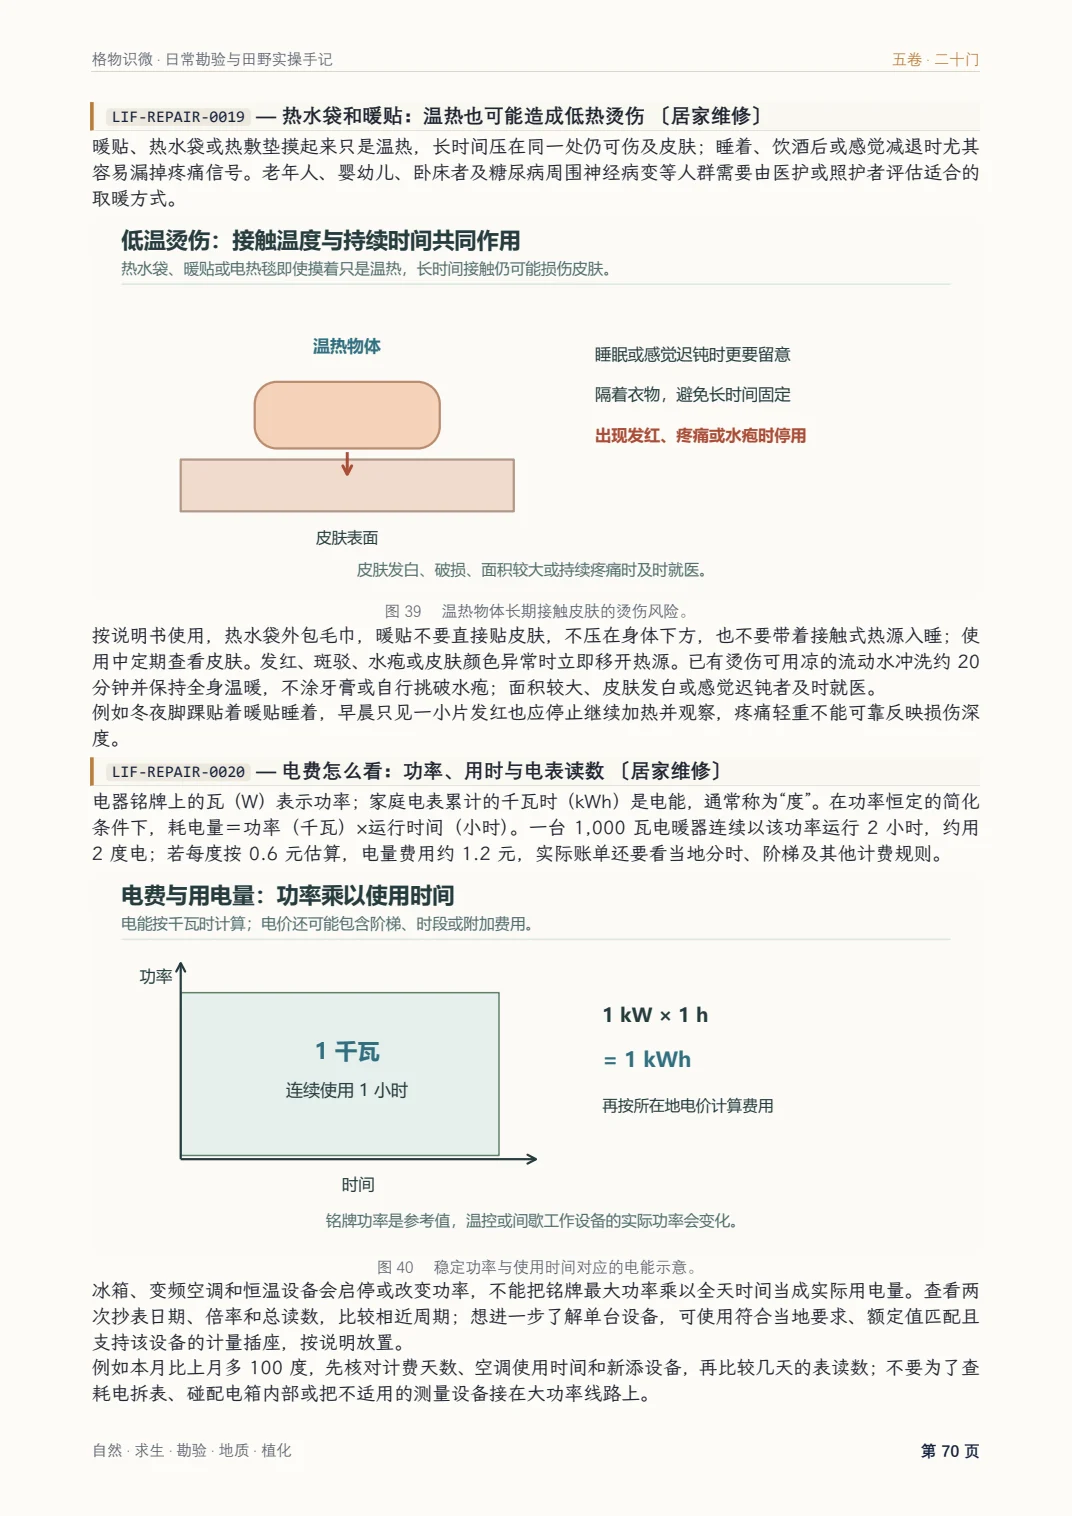 格物识微 · 日常勘验与田野实操手记
五卷 · 二十门
LIF-REPAIR-0019 — 热水袋和暖贴：温热也可能造成低热烫伤 〔居家维修〕
暖贴、热水袋或热敷垫摸起来只是温热，长时间压在同一处仍可伤及皮肤；睡着、饮酒后或感觉减退时尤其
容易漏掉疼痛信号。老年人、婴幼儿、卧床者及糖尿病周围神经病变等人群需要由医护或照护者评估适合的
取暖方式。
低温烫伤：接触温度与持续时间共同作用
热水袋、暖贴或电热毯即使摸着只是温热，长时间接触仍可能损伤皮肤。
温热物体
睡眠或感觉迟钝时更要留意
隔着衣物，避免长时间固定
出现发红、疼痛或水疱时停用
皮肤表面
皮肤发白、破损、面积较大或持续疼痛时及时就医。
图 39 温热物体长期接触皮肤的烫伤风险。
按说明书使用，热水袋外包毛巾，暖贴不要直接贴皮肤，不压在身体下方，也不要带着接触式热源入睡；使
用中定期查看皮肤。发红、斑驳、水疱或皮肤颜色异常时立即移开热源。已有烫伤可用凉的流动水冲洗约 20
分钟并保持全身温暖，不涂牙膏或自行挑破水疱；面积较大、皮肤发白或感觉迟钝者及时就医。
例如冬夜脚踝贴着暖贴睡着，早晨只见一小片发红也应停止继续加热并观察，疼痛轻重不能可靠反映损伤深
度。
LIF-REPAIR-0020 — 电费怎么看：功率、用时与电表读数 〔居家维修〕
电器铭牌上的瓦（W）表示功率；家庭电表累计的千瓦时（kWh）是电能，通常称为“度”。在功率恒定的简化
条件下，耗电量＝功率（千瓦）×运行时间（小时）。一台 1,000 瓦电暖器连续以该功率运行 2 小时，约用
2 度电；若每度按 0.6 元估算，电量费用约 1.2 元，实际账单还要看当地分时、阶梯及其他计费规则。
电费与用电量：功率乘以使用时间
电能按千瓦时计算；电价还可能包含阶梯、时段或附加费用。
功率
1 千瓦
连续使用 1 小时
1 kW × 1 h
= 1 kWh
再按所在地电价计算费用
时间
铭牌功率是参考值，温控或间歇工作设备的实际功率会变化。
图 40 稳定功率与使用时间对应的电能示意。
冰箱、变频空调和恒温设备会启停或改变功率，不能把铭牌最大功率乘以全天时间当成实际用电量。查看两
次抄表日期、倍率和总读数，比较相近周期；想进一步了解单台设备，可使用符合当地要求、额定值匹配且
支持该设备的计量插座，按说明放置。
例如本月比上月多 100 度，先核对计费天数、空调使用时间和新添设备，再比较几天的表读数；不要为了查
耗电拆表、碰配电箱内部或把不适用的测量设备接在大功率线路上。
自然 · 求生 · 勘验 · 地质 · 植化
第 70 页